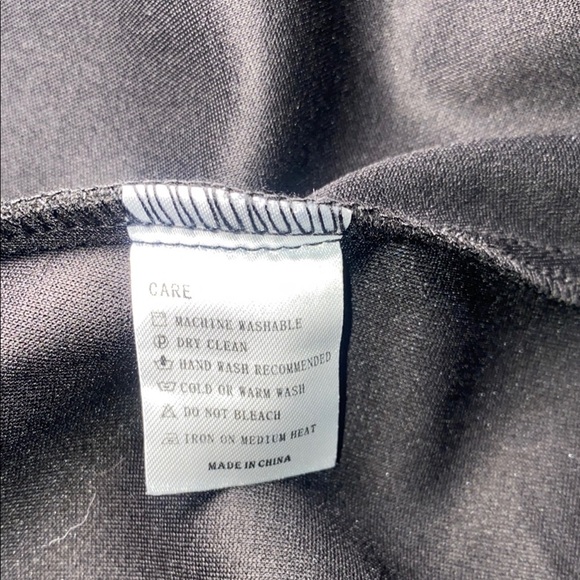 CARE
MACHINE WASHABLE
DRY CLEAN
HAND WASH RECOMMENDED
COLD OR WARM WASH
DO NOT BLEACH
IRON ON MEDIUM HEAT
MADE IN CHINA